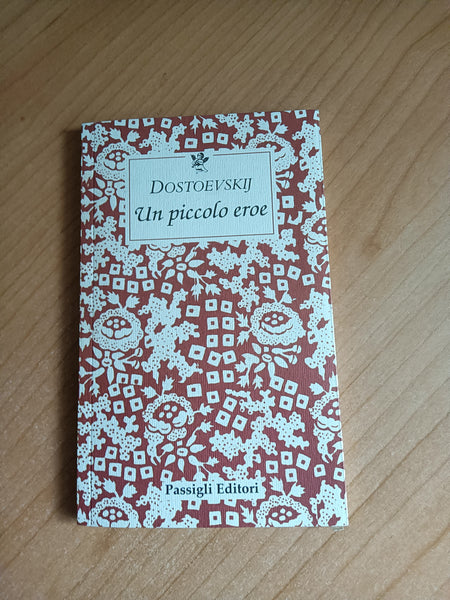 DOSTOEVSKIJ
Un piccolo eroe
Passigli Editori